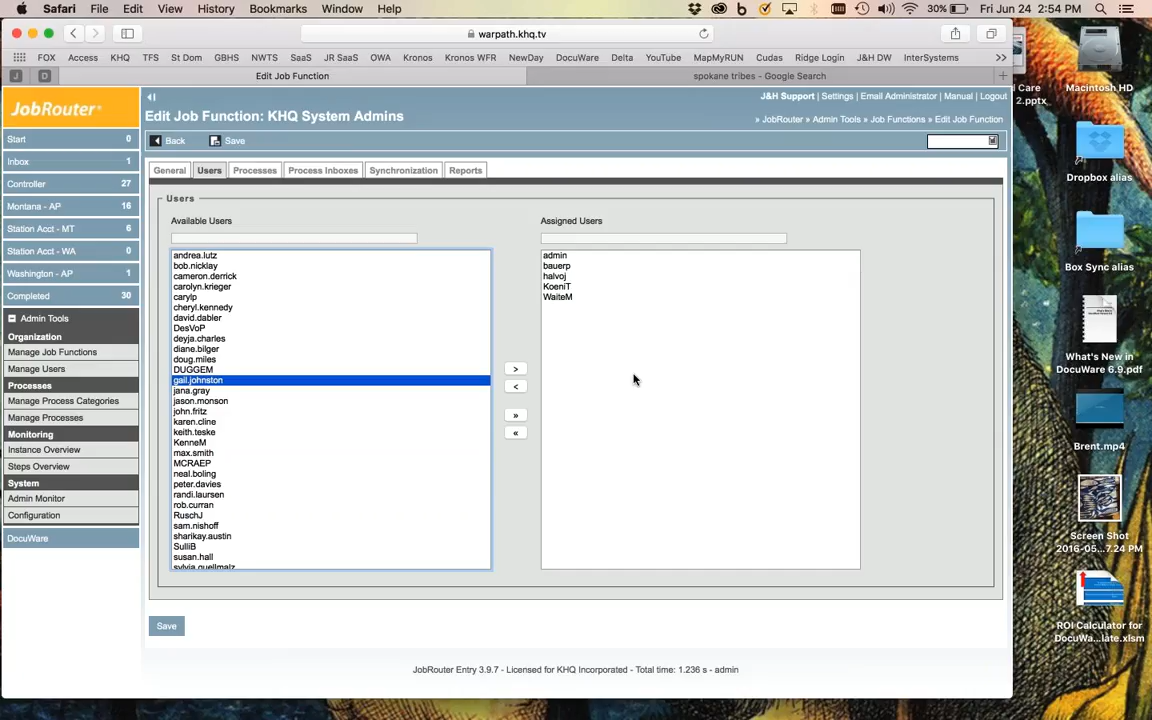 Safari File Edit View History Bookmarks Window Help 30% Fri Jun 24 2:54 PM
warpath.khq.tv
FOX Access KHQ TFS St Dom GBHS NWTS SaaS JR SaaS OWA Kronos Kronos WFR NewDay DocuWare Delta YouTube MapMyRUN Cudas Ridge Login J&H DW InterSystems
J D Edit Job Function spokane tribes - Google Search
JobRouter
J&H Support | Settings | Email Administrator | Manual | Logout
Edit Job Function: KHQ System Admins
» JobRouter » Admin Tools » Job Functions » Edit Job Function
Back Save
Start 0
Inbox 1
Controller 27
Montana - AP 16
Station Acct - MT 6
Station Acct - WA 0
Washington - AP 1
Completed 30
Admin Tools
Organization
Manage Job Functions
Manage Users
Processes
Manage Process Categories
Manage Processes
Monitoring
Instance Overview
Steps Overview
System
Admin Monitor
Configuration
DocuWare
General Users Processes Process Inboxes Synchronization Reports
Users
Available Users
andrea.lutz
bob.nicklay
cameron.derrick
carolyn.krieger
carylp
cheryl.kennedy
david.dabler
DesVoP
deyja.charles
diane.bilger
doug.miles
DUGGEM
gail.johnston
jana.gray
jason.monson
john.fritz
karen.cline
keith.teske
KenneM
max.smith
MCRAEP
neal.boling
peter.davies
randi.laursen
rob.curran
RuschJ
sam.nishoff
sharikay.austin
SulliB
susan.hall
sylvia.quellmalz
>
<
»
«
Assigned Users
admin
bauerp
halvoj
KoeniT
WaiteM
Save
JobRouter Entry 3.9.7 - Licensed for KHQ Incorporated - Total time: 1.236 s - admin
l Care
2.pptx
Macintosh HD
Dropbox alias
Box Sync alias
What's New in
DocuWare 6.9.pdf
Brent.mp4
Screen Shot
2016-05...7.24 PM
ROI Calculator for
DocuWa...late.xlsm